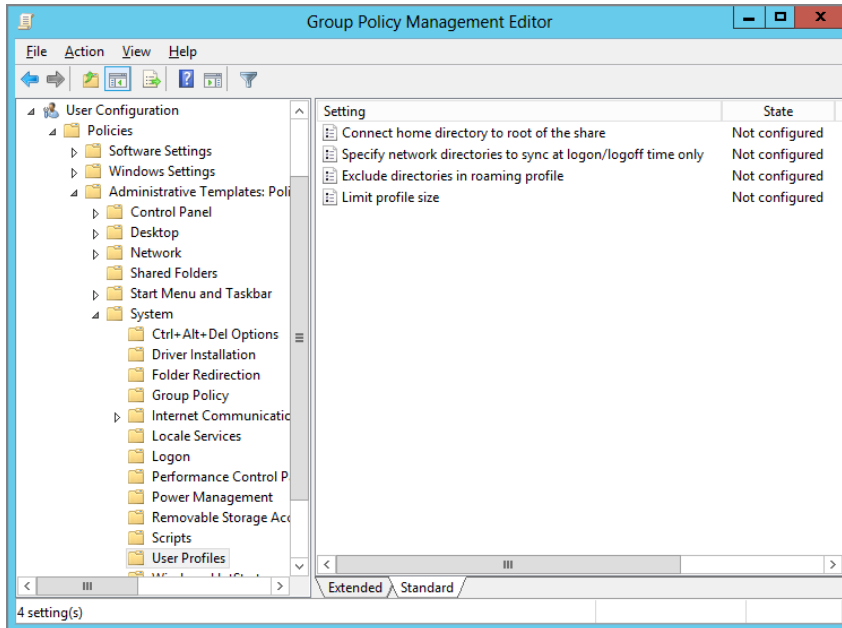 Group Policy Management Editor
File Action View Help
User Configuration
Policies
Software Settings
Windows Settings
Administrative Templates: Poli
Control Panel
Desktop
Network
Shared Folders
Start Menu and Taskbar
System
Ctrl+Alt+Del Options
Driver Installation
Folder Redirection
Group Policy
Internet Communicatic
Locale Services
Logon
Performance Control P
Power Management
Removable Storage Acc
Scripts
User Profiles
Setting State
Connect home directory to root of the share Not configured
Specify network directories to sync at logon/logoff time only Not configured
Exclude directories in roaming profile Not configured
Limit profile size Not configured
Extended Standard
4 setting(s)